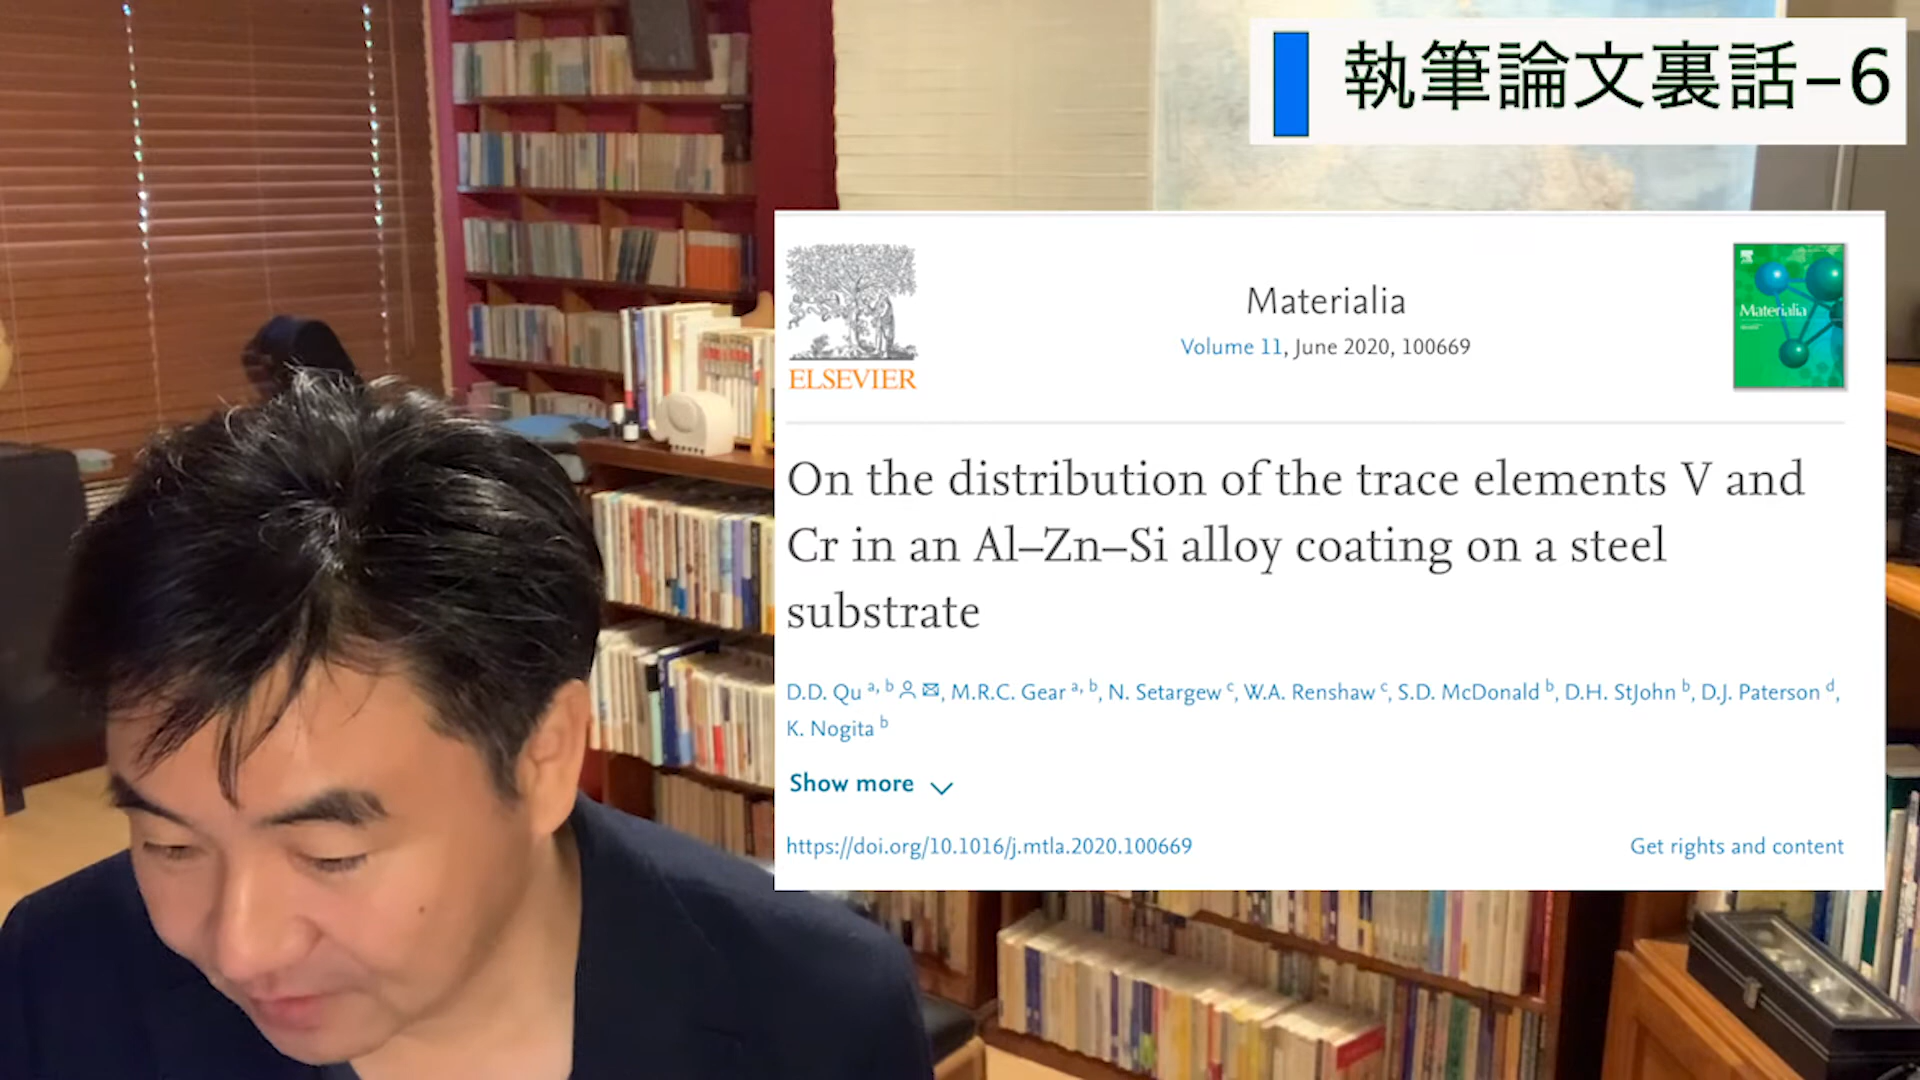 執筆論文裏話−6
ELSEVIER
Materialia
Volume 11, June 2020, 100669
Materialia
On the distribution of the trace elements V and
Cr in an Al–Zn–Si alloy coating on a steel
substrate
D.D. Qu a, b, M.R.C. Gear a, b, N. Setargew c, W.A. Renshaw c, S.D. McDonald b, D.H. StJohn b, D.J. Paterson d,
K. Nogita b
Show more
https://doi.org/10.1016/j.mtla.2020.100669
Get rights and content